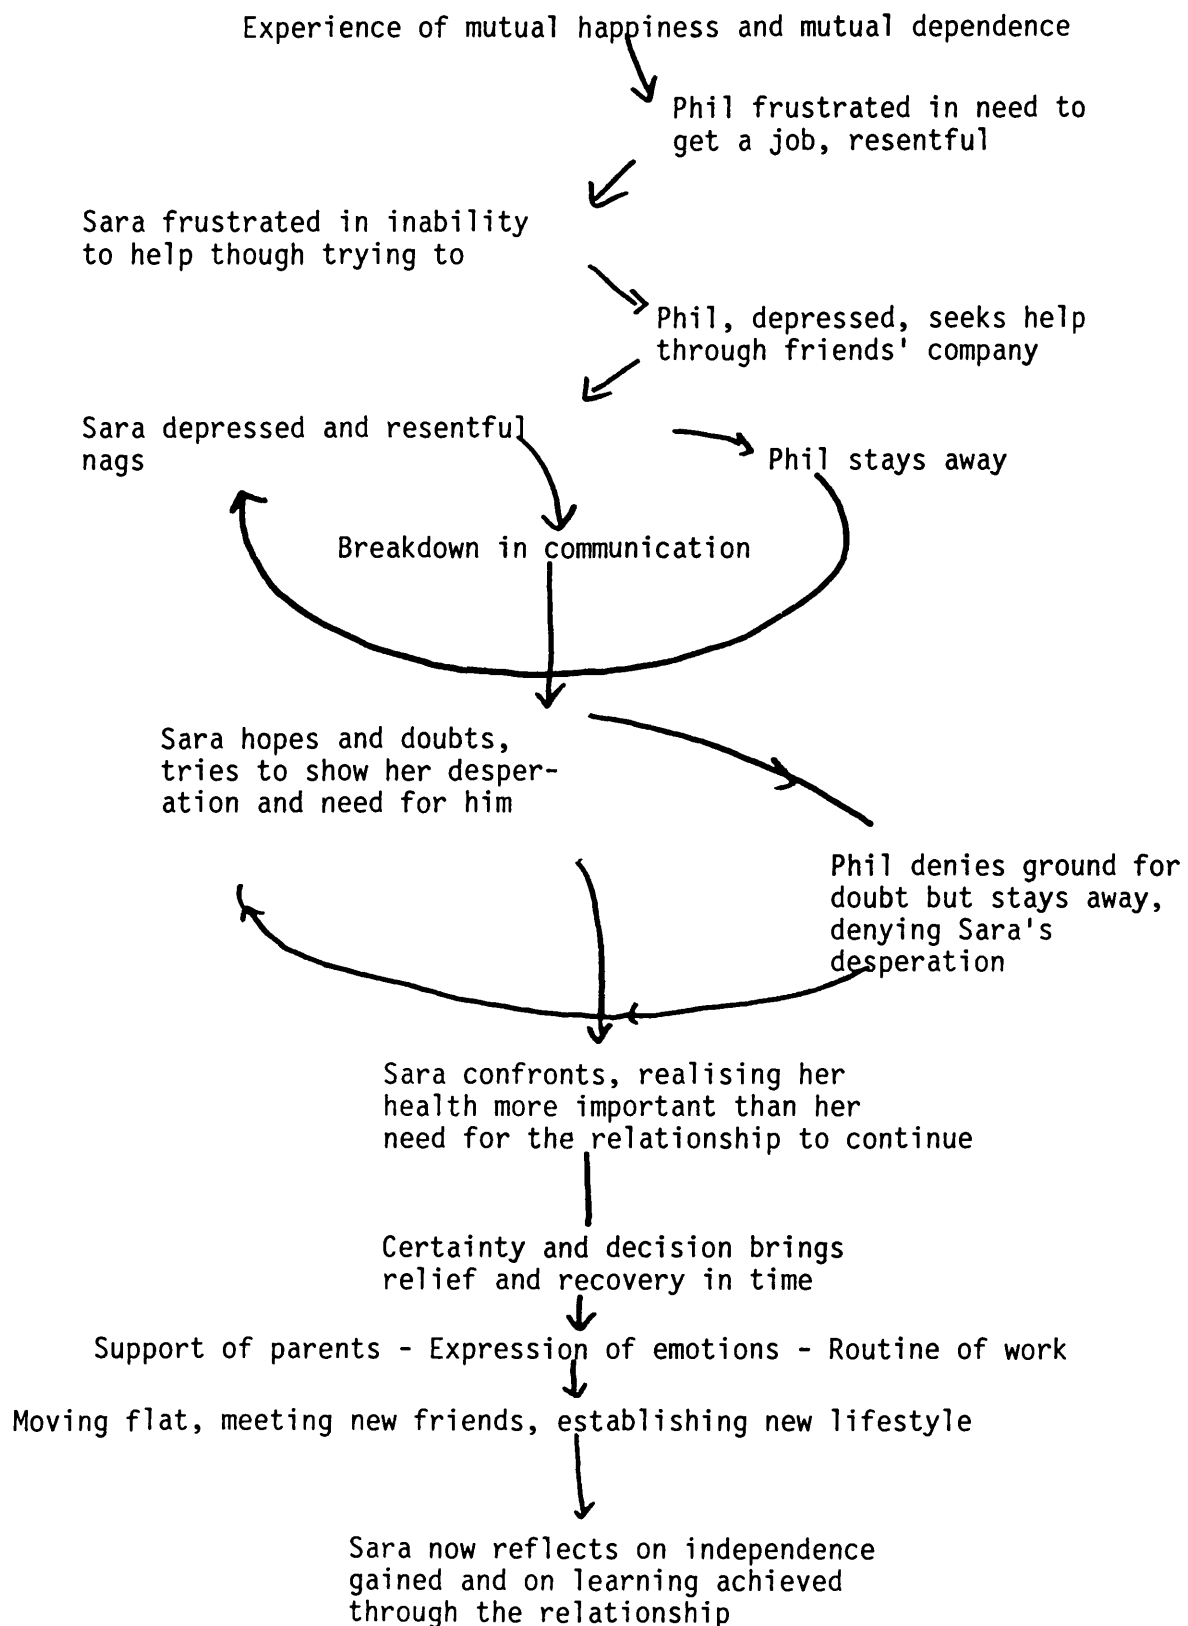 Experience of mutual happiness and mutual dependence
Phil frustrated in need to
get a job, resentful
Sara frustrated in inability
to help though trying to
Phil, depressed, seeks help
through friends' company
Sara depressed and resentful
nags
Phil stays away
Breakdown in communication
Sara hopes and doubts,
tries to show her desper-
ation and need for him
Phil denies ground for
doubt but stays away,
denying Sara's
desperation
Sara confronts, realising her
health more important than her
need for the relationship to continue
Certainty and decision brings
relief and recovery in time
Support of parents - Expression of emotions - Routine of work
Moving flat, meeting new friends, establishing new lifestyle
Sara now reflects on independence
gained and on learning achieved
through the relationship